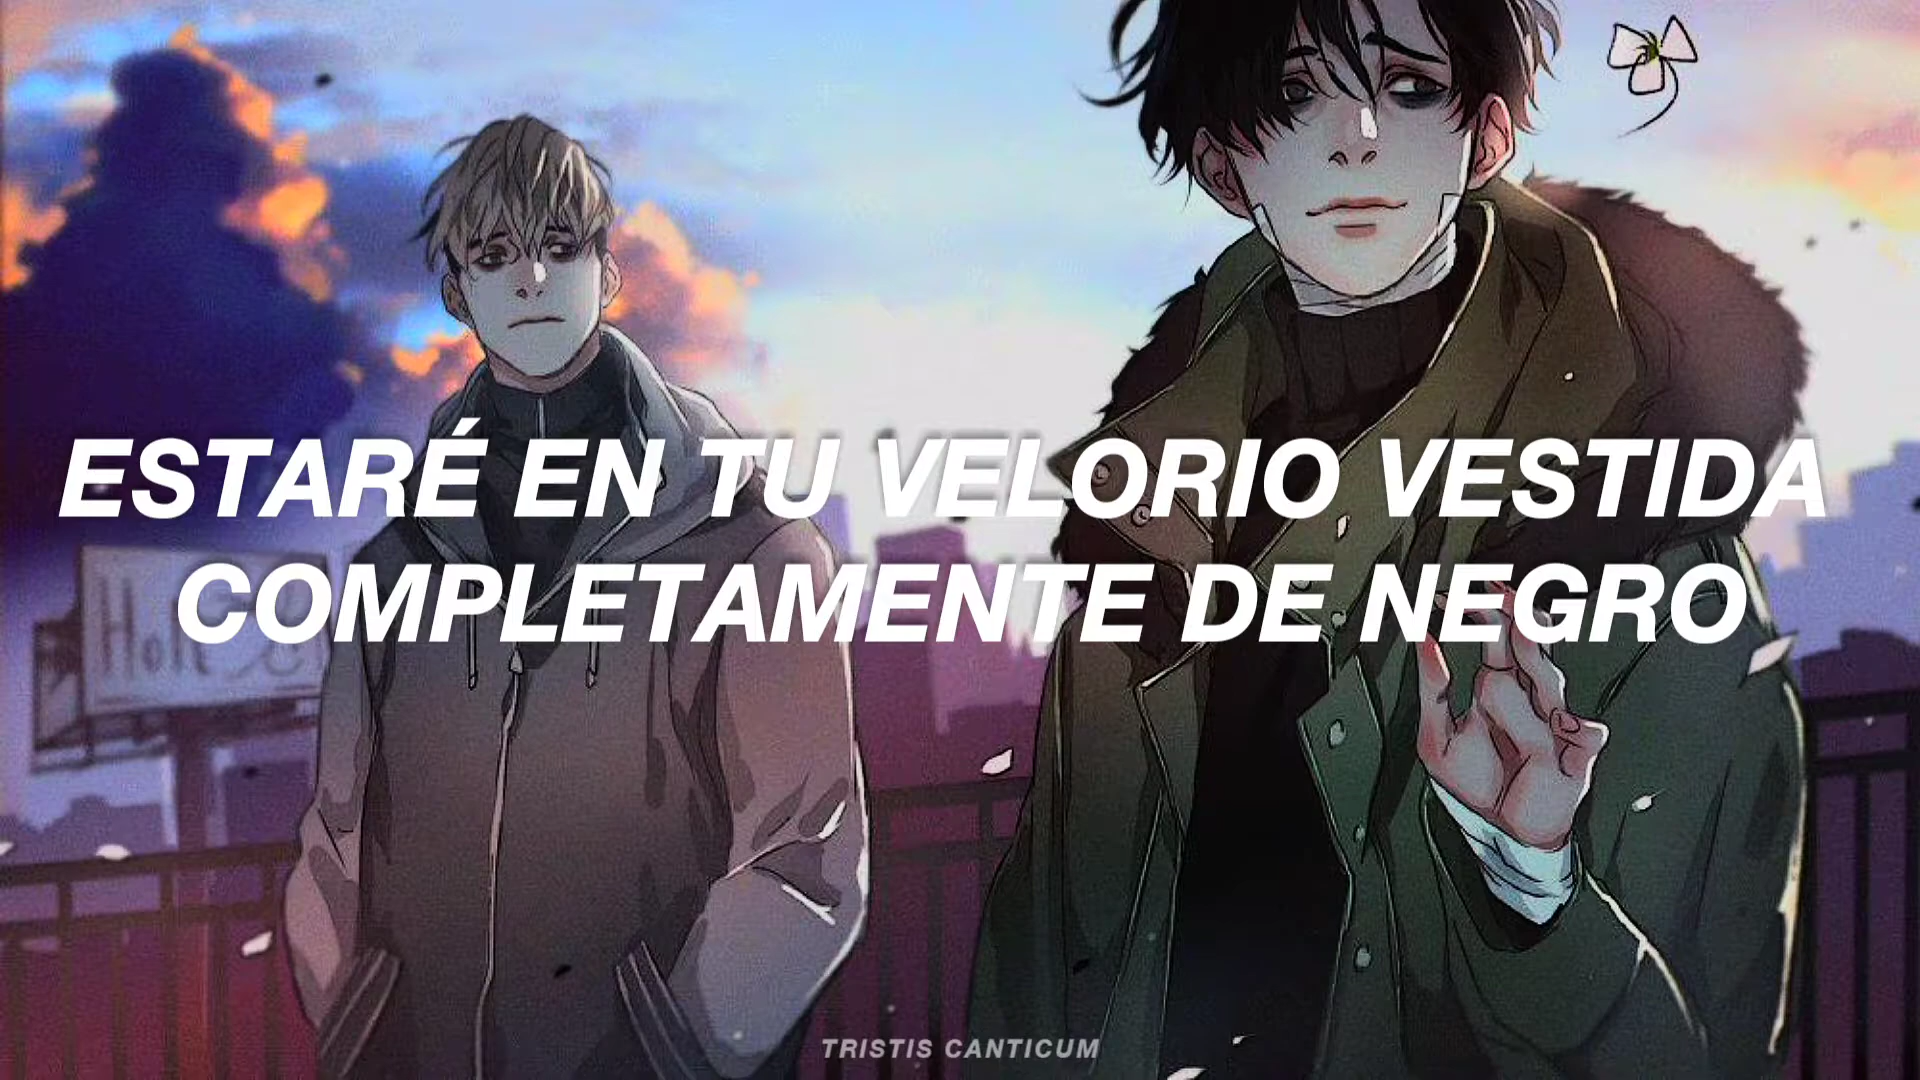 ESTARÉ EN TU VELORIO VESTIDA
COMPLETAMENTE DE NEGRO
TRISTIS CANTICUM